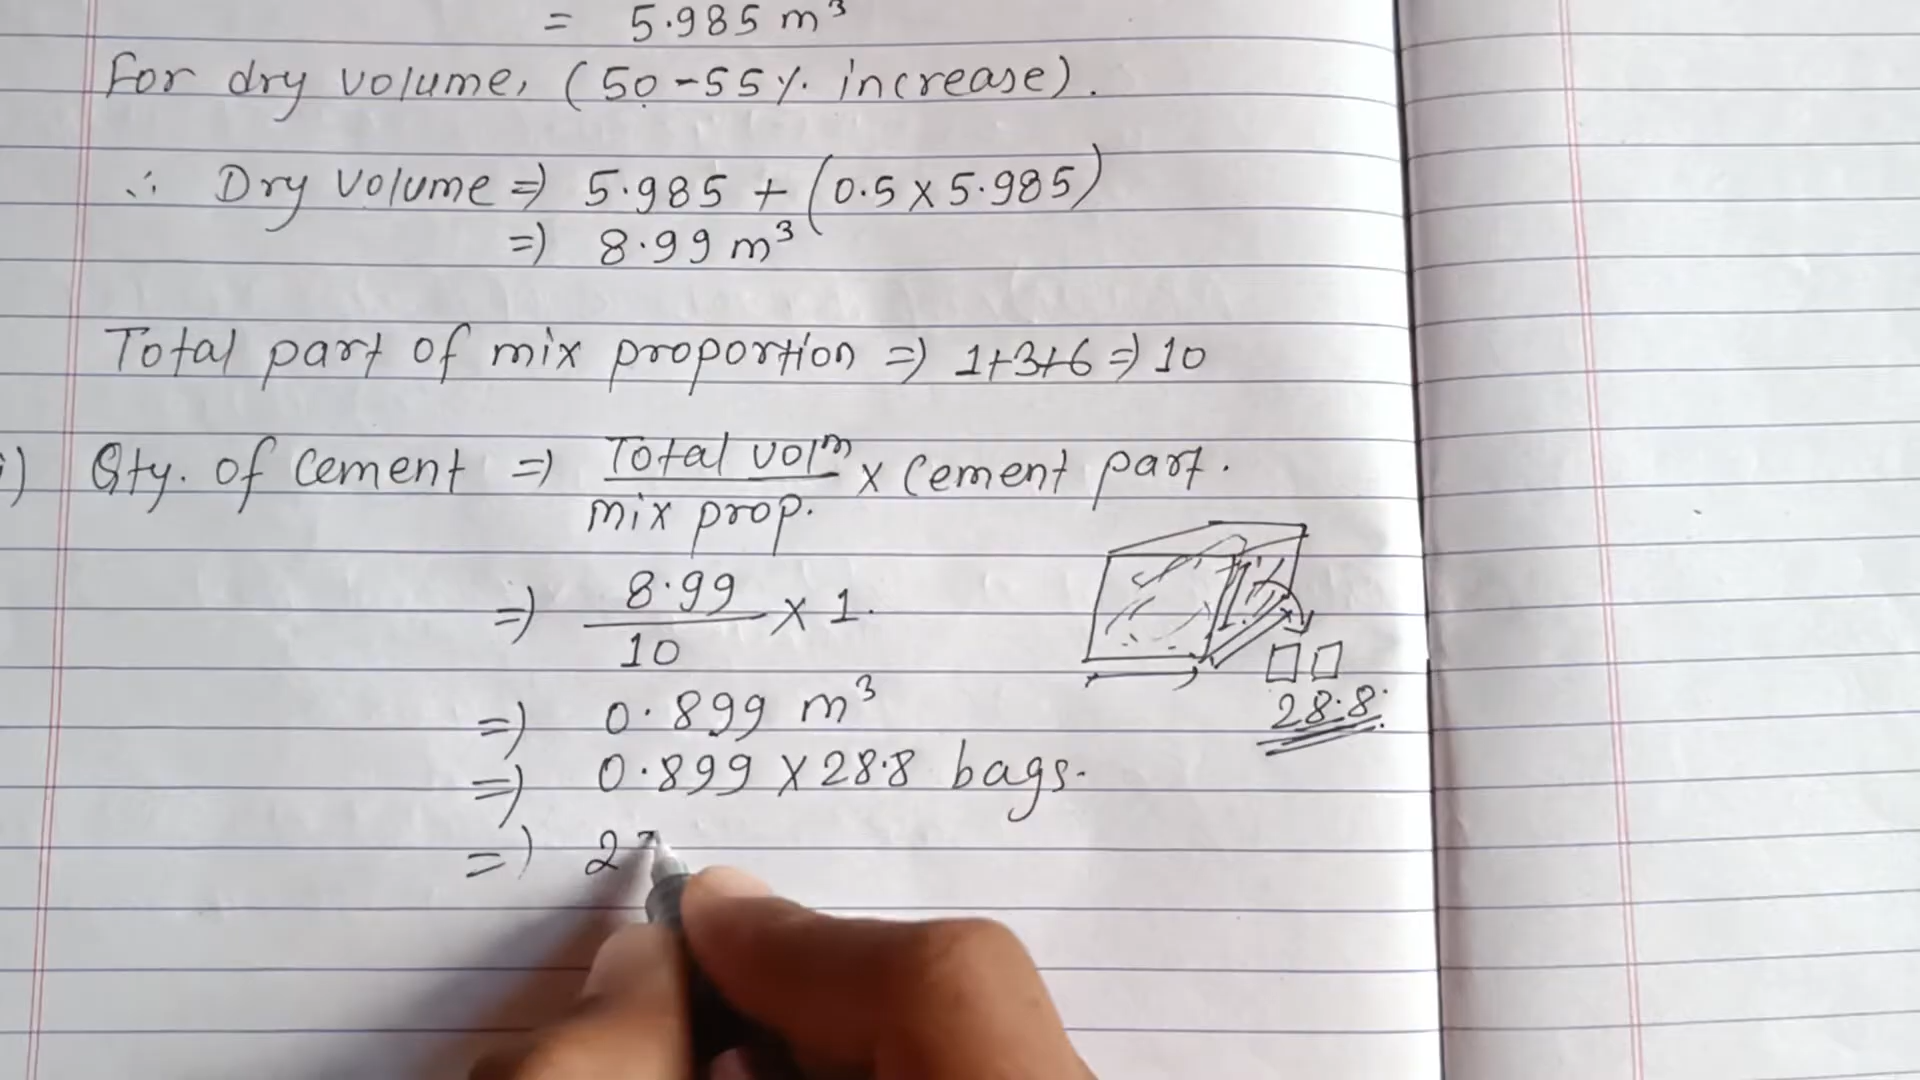 = 5.985 m³
For dry volume, (50-55%. increase).
∴ Dry volume => 5.985 + (0.5 x 5.985)
=> 8.99 m³
Total part of mix proportion => 1+3+6 => 10
i) Qty. of cement => Total volᵐ / mix prop. x Cement part.
=> 8.99 / 10 x 1.
=> 0.899 m³
28.8.
=> 0.899 x 28.8 bags.
=> 2